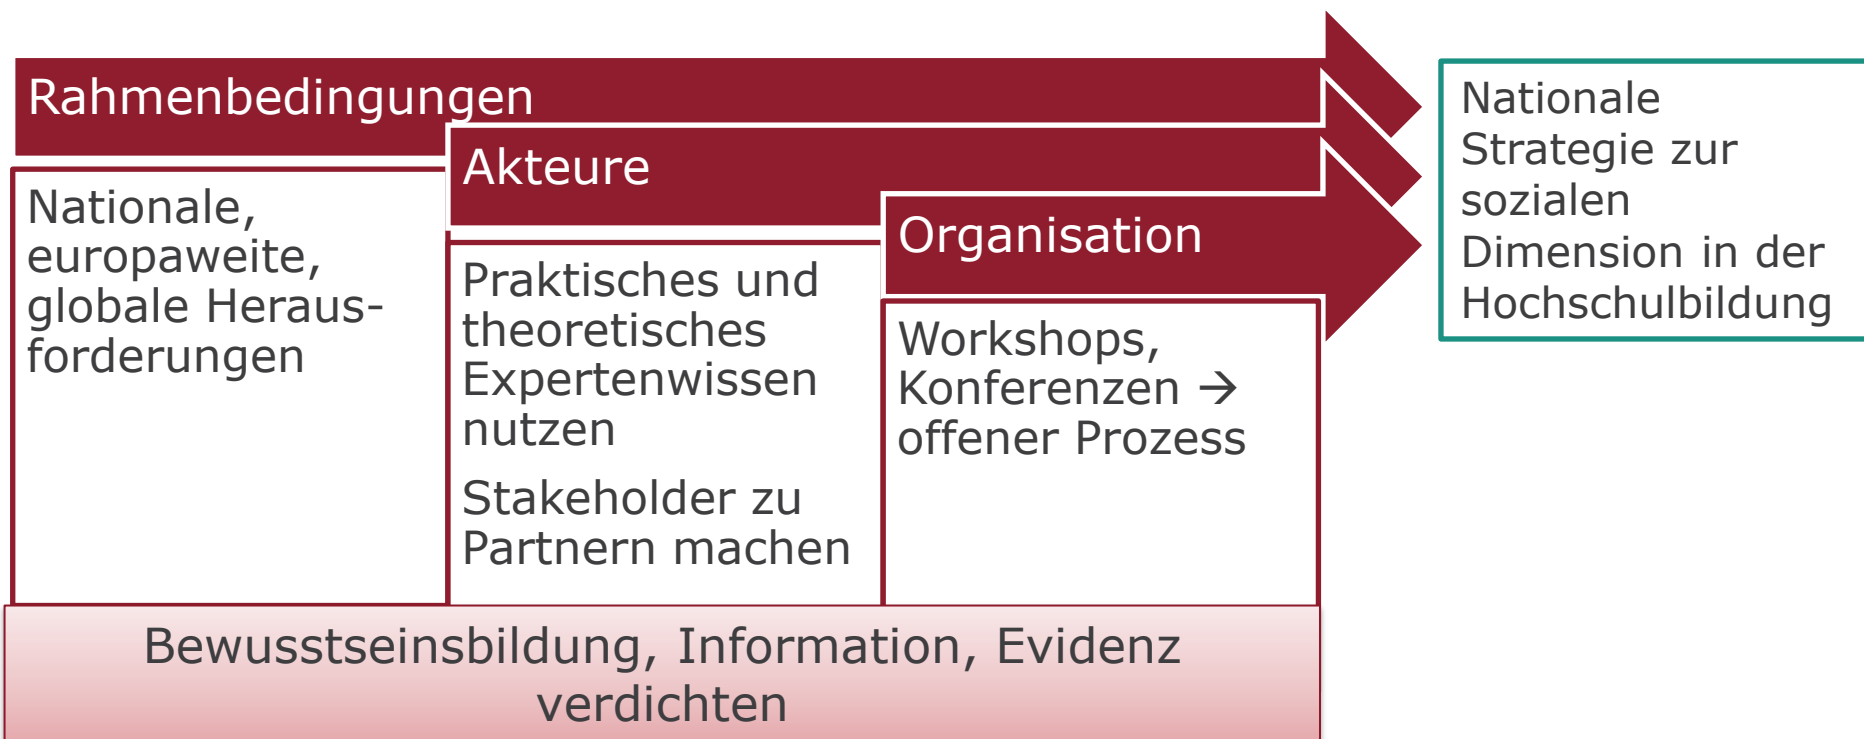 Rahmenbedingungen
Nationale,
europaweite,
globale Heraus-
forderungen
Akteure
Praktisches und
theoretisches
Expertenwissen
nutzen
Stakeholder zu
Partnern machen
Organisation
Workshops,
Konferenzen →
offener Prozess
Nationale
Strategie zur
sozialen
Dimension in der
Hochschulbildung
Bewusstseinsbildung, Information, Evidenz
verdichten